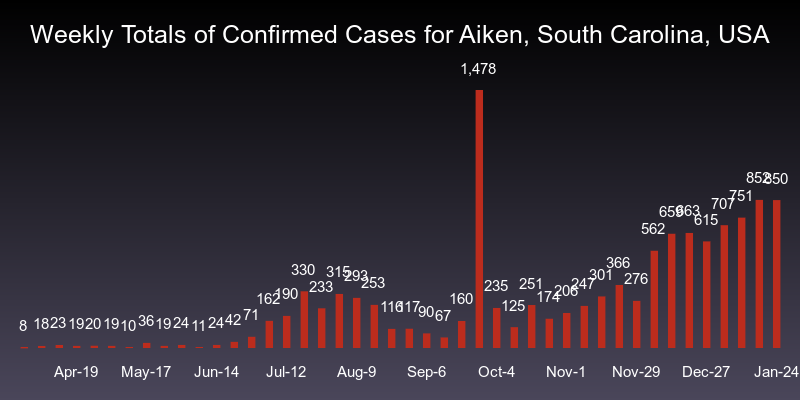 Weekly Totals of Confirmed Cases for Aiken, South Carolina, USA
1,478
8 18 23 19 20 19 10 36 19 24 11 24 42 71 162 190 330 233 315 293 253 116 117 90 67 160 235 125 251 174 206 247 301 366 276 562 659 663 615 707 751 852 850
Apr-19 May-17 Jun-14 Jul-12 Aug-9 Sep-6 Oct-4 Nov-1 Nov-29 Dec-27 Jan-24